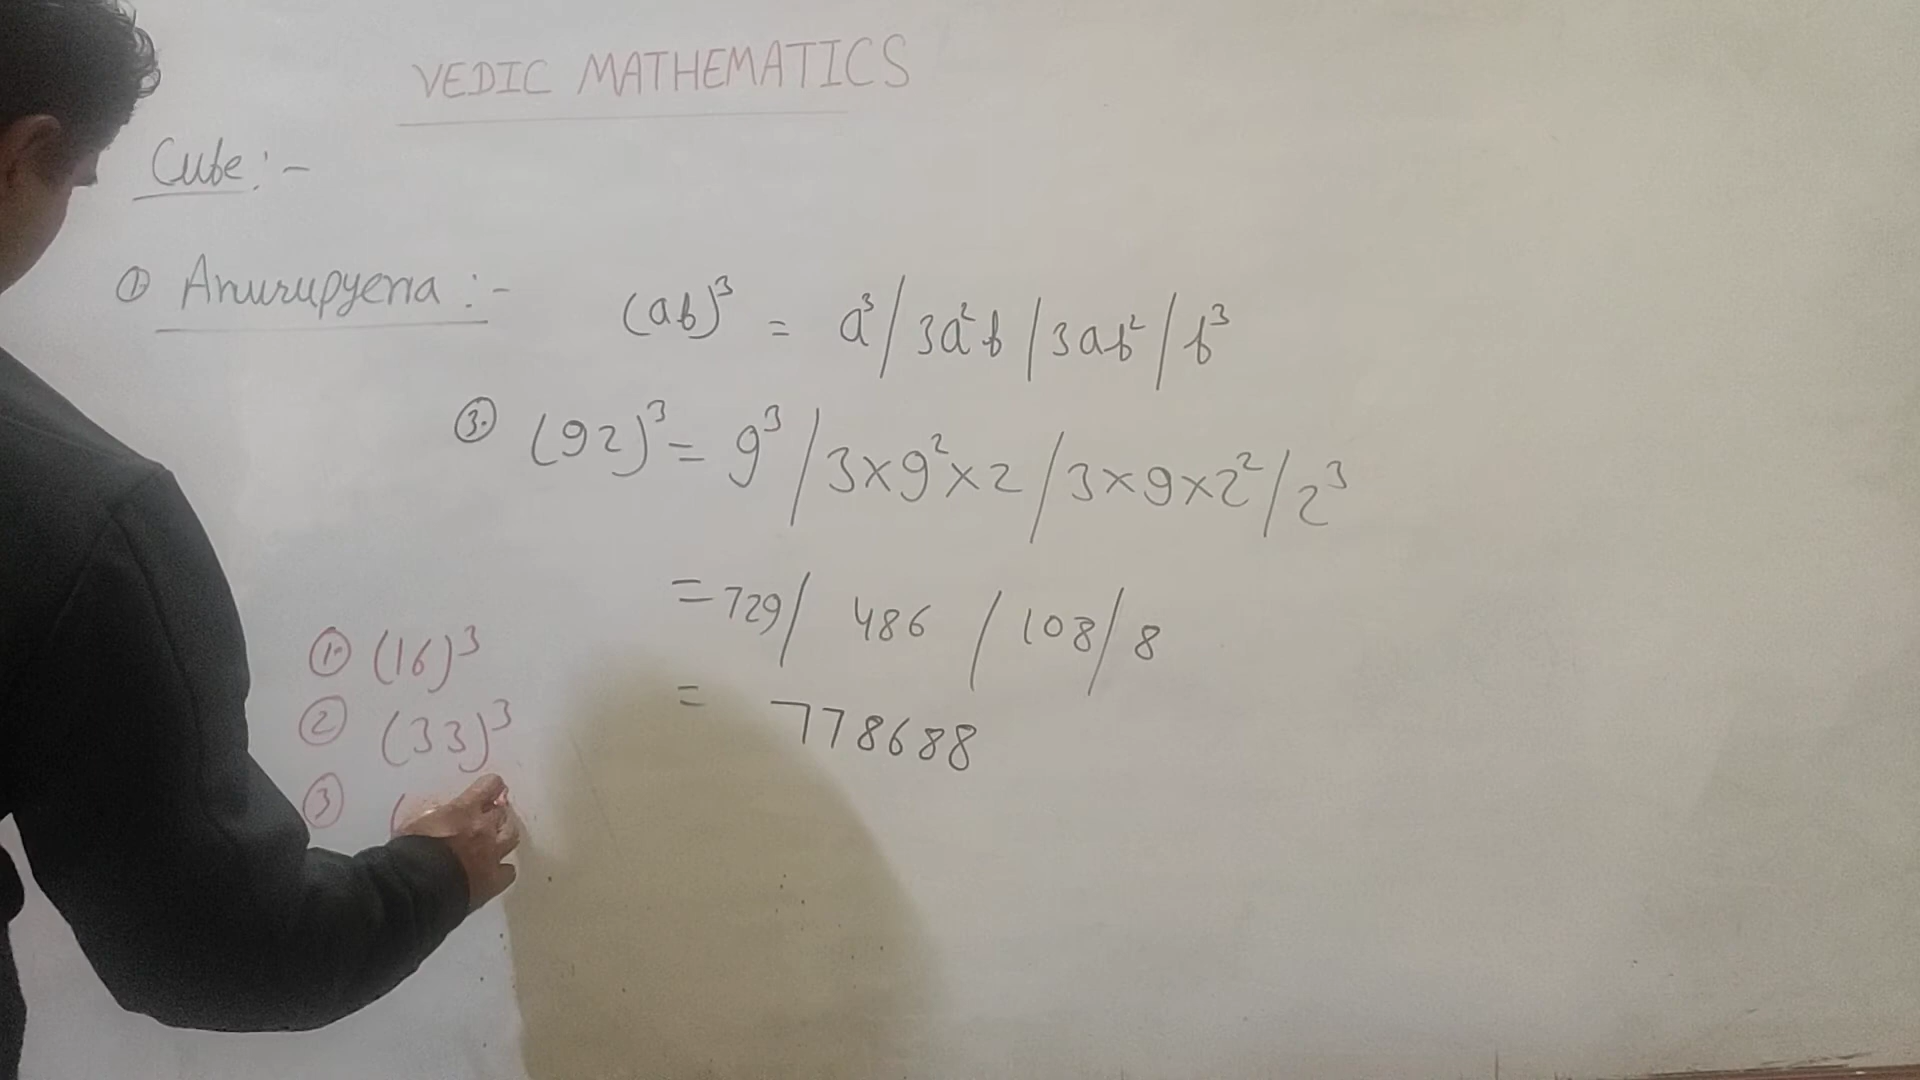 VEDIC MATHEMATICS
Cube :-
① Anurupyena :-
(ab)³ = a³/3a²b/3ab²/b³
③. (92)³ = 9³/3×9²×2/3×9×2²/2³
= 729/ 486 /108/8
= 778688
①. (16)³
② (33)³
③ (